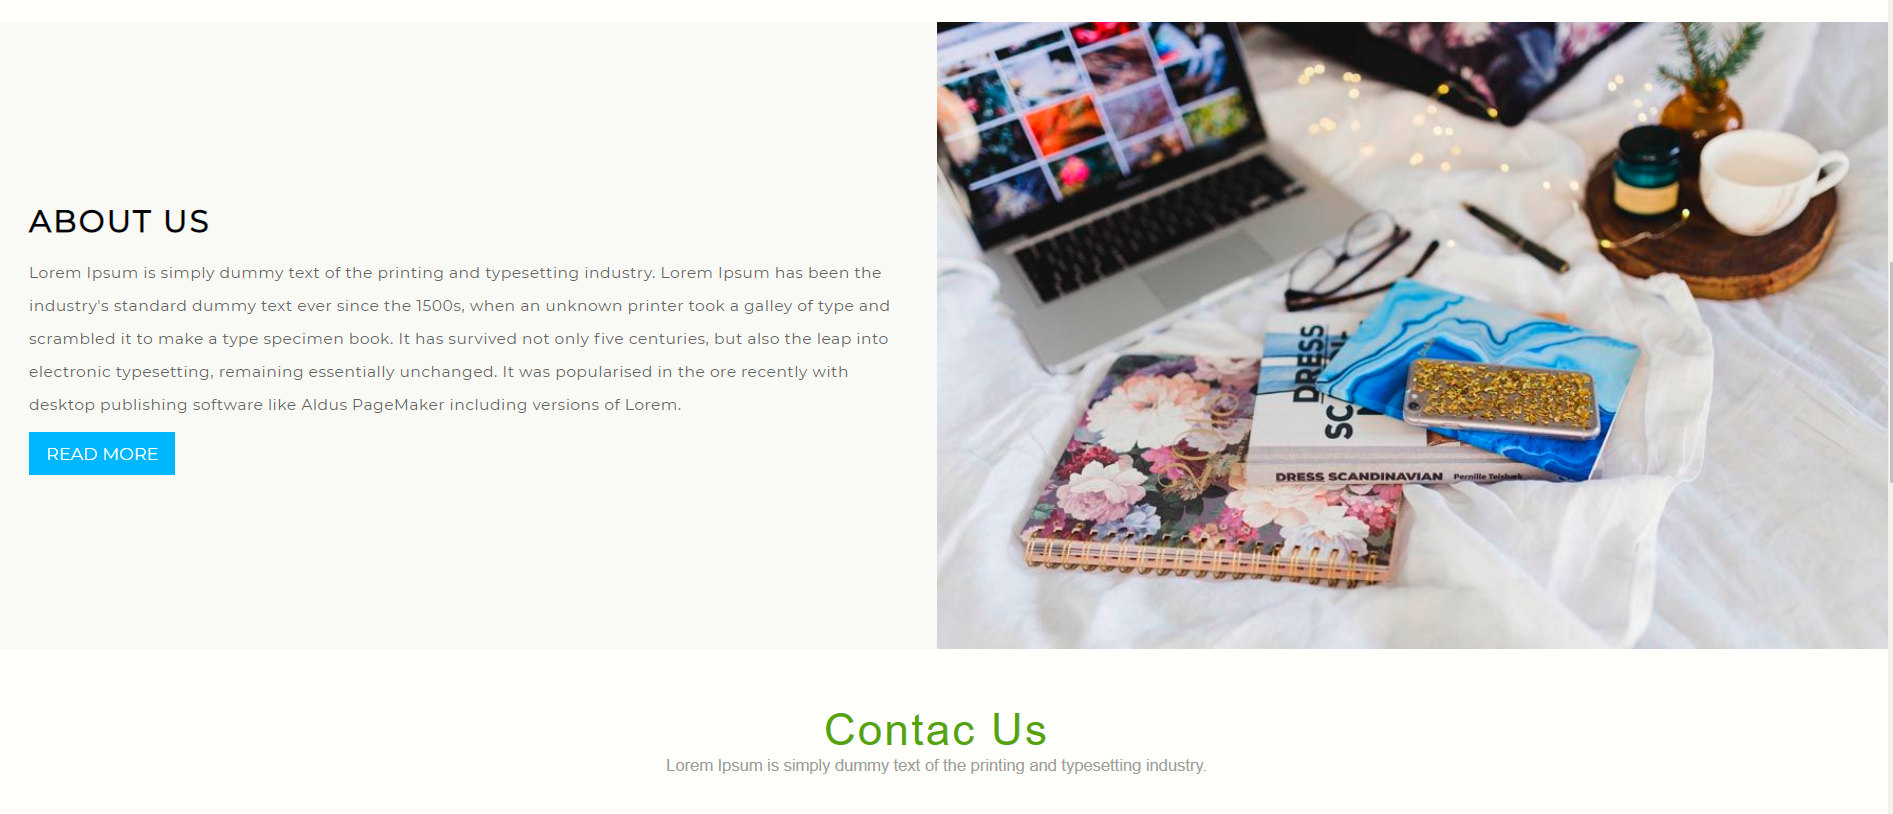 ABOUT US
Lorem Ipsum is simply dummy text of the printing and typesetting industry. Lorem Ipsum has been the
industry's standard dummy text ever since the 1500s, when an unknown printer took a galley of type and
scrambled it to make a type specimen book. It has survived not only five centuries, but also the leap into
electronic typesetting, remaining essentially unchanged. It was popularised in the ore recently with
desktop publishing software like Aldus PageMaker including versions of Lorem.
READ MORE
DRESS
SC
DRESS SCANDINAVIAN Pernille Teisbæk
Contac Us
Lorem Ipsum is simply dummy text of the printing and typesetting industry.